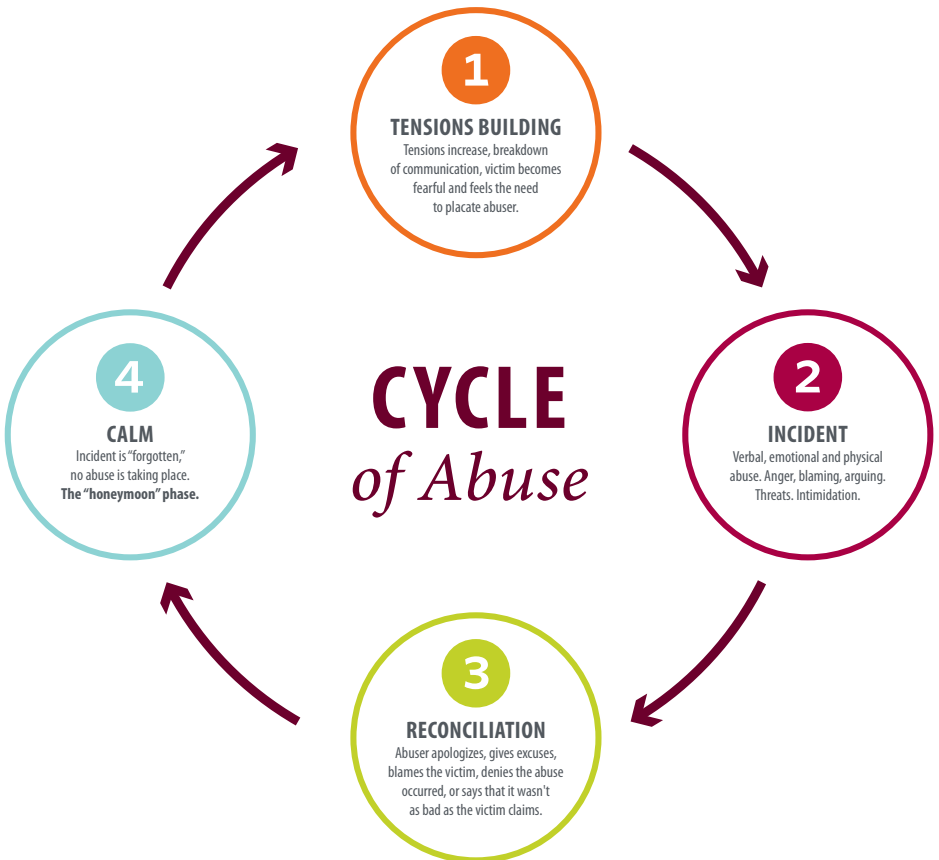 1
TENSIONS BUILDING
Tensions increase, breakdown
of communication, victim becomes
fearful and feels the need
to placate abuser.
4
CALM
Incident is “forgotten,”
no abuse is taking place.
The “honeymoon” phase.
CYCLE
of Abuse
2
INCIDENT
Verbal, emotional and physical
abuse. Anger, blaming, arguing.
Threats. Intimidation.
3
RECONCILIATION
Abuser apologizes, gives excuses,
blames the victim, denies the abuse
occurred, or says that it wasn't
as bad as the victim claims.